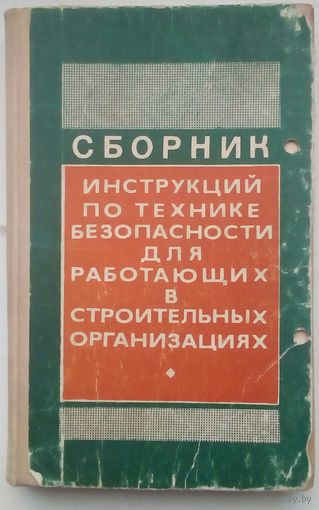 СБОРНИК
ИНСТРУКЦИЙ
ПО ТЕХНИКЕ
БЕЗОПАСНОСТИ
ДЛЯ
РАБОТАЮЩИХ
В
СТРОИТЕЛЬНЫХ
ОРГАНИЗАЦИЯХ